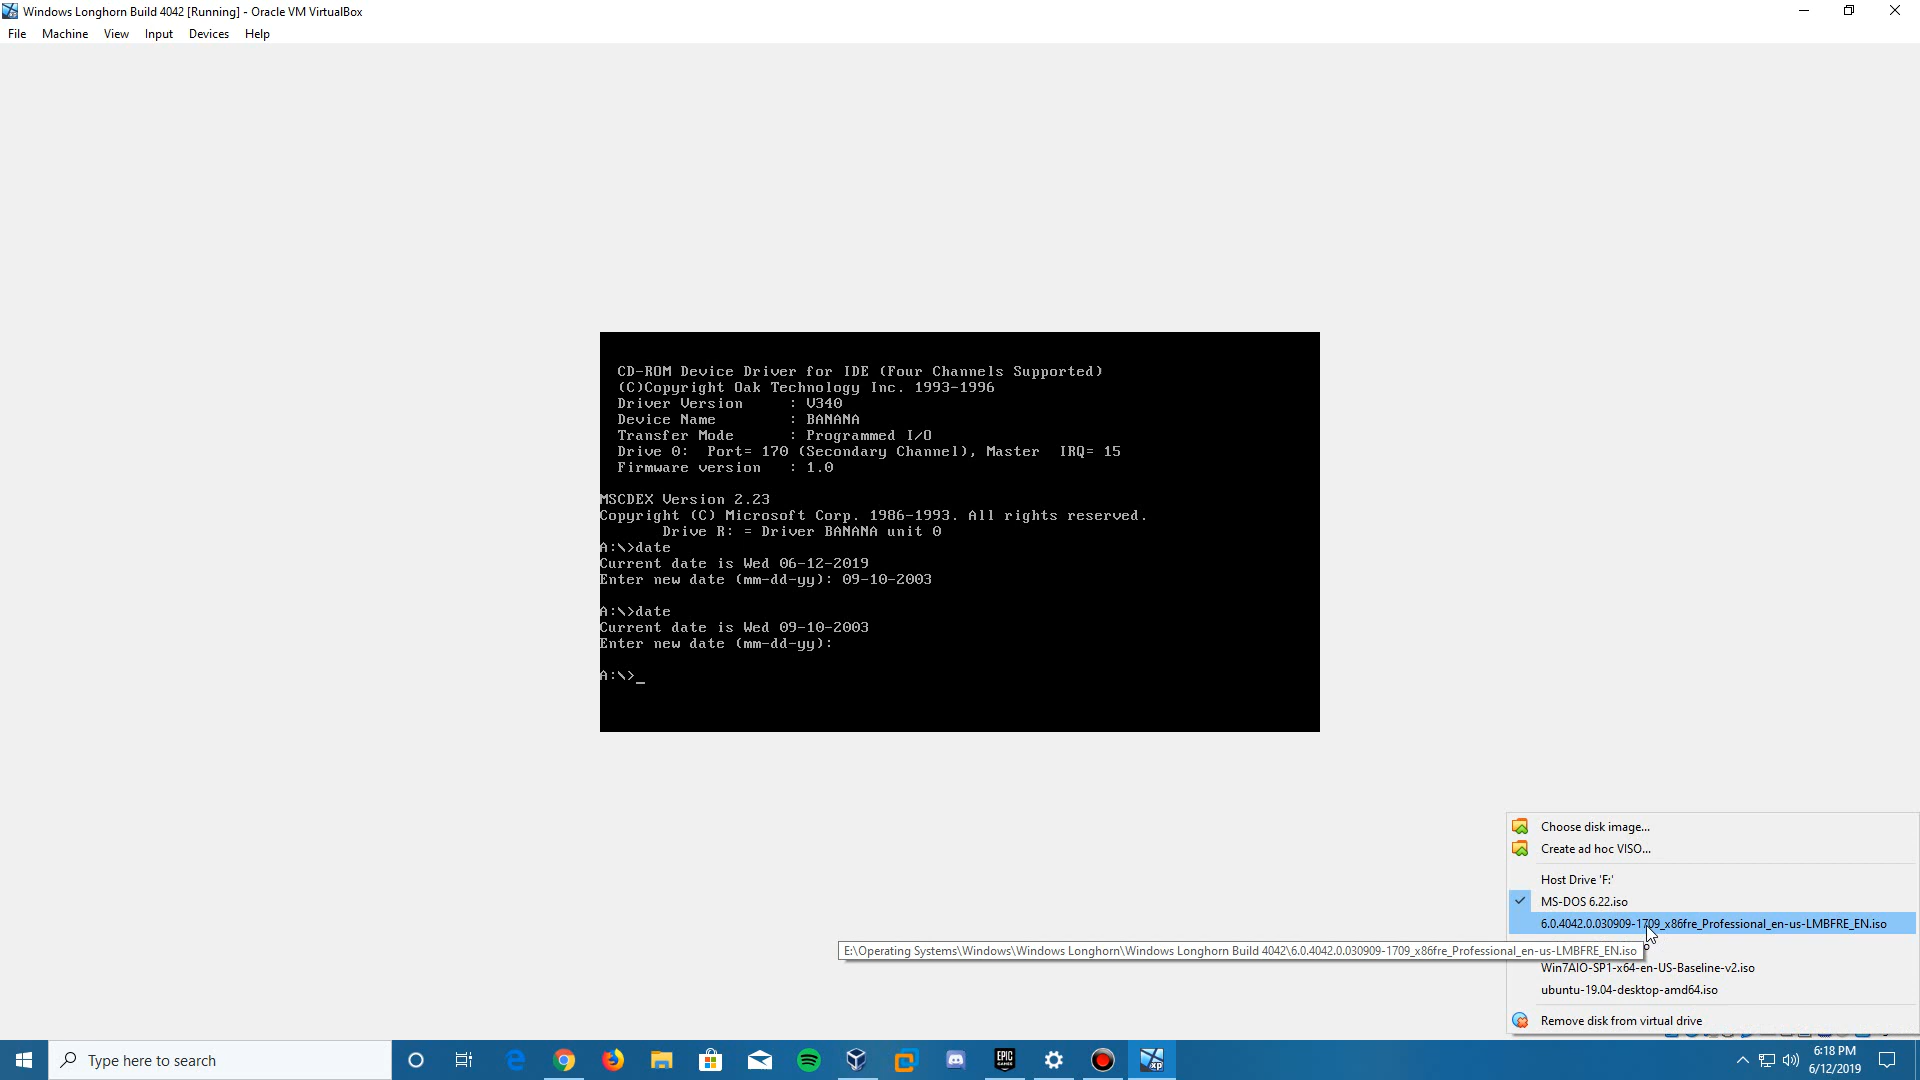 Windows Longhorn Build 4042 [Running] - Oracle VM VirtualBox
File Machine View Input Devices Help
CD-ROM Device Driver for IDE (Four Channels Supported)
(C)Copyright Oak Technology Inc. 1993-1996
Driver Version : V340
Device Name : BANANA
Transfer Mode : Programmed I/O
Drive 0: Port= 170 (Secondary Channel), Master IRQ= 15
Firmware version : 1.0
MSCDEX Version 2.23
Copyright (C) Microsoft Corp. 1986-1993. All rights reserved.
Drive R: = Driver BANANA unit 0
A:\>date
Current date is Wed 06-12-2019
Enter new date (mm-dd-yy): 09-10-2003
A:\>date
Current date is Wed 09-10-2003
Enter new date (mm-dd-yy):
A:\>_
Choose disk image...
Create ad hoc VISO...
Host Drive 'F:'
MS-DOS 6.22.iso
6.0.4042.0.030909-1709_x86fre_Professional_en-us-LMBFRE_EN.iso
E:\Operating Systems\Windows\Windows Longhorn\Windows Longhorn Build 4042\6.0.4042.0.030909-1709_x86fre_Professional_en-us-LMBFRE_EN.iso
Win7AIO-SP1-x64-en-US-Baseline-v2.iso
ubuntu-19.04-desktop-amd64.iso
Remove disk from virtual drive
Type here to search
EPIC GAMES
xp
6:18 PM
6/12/2019